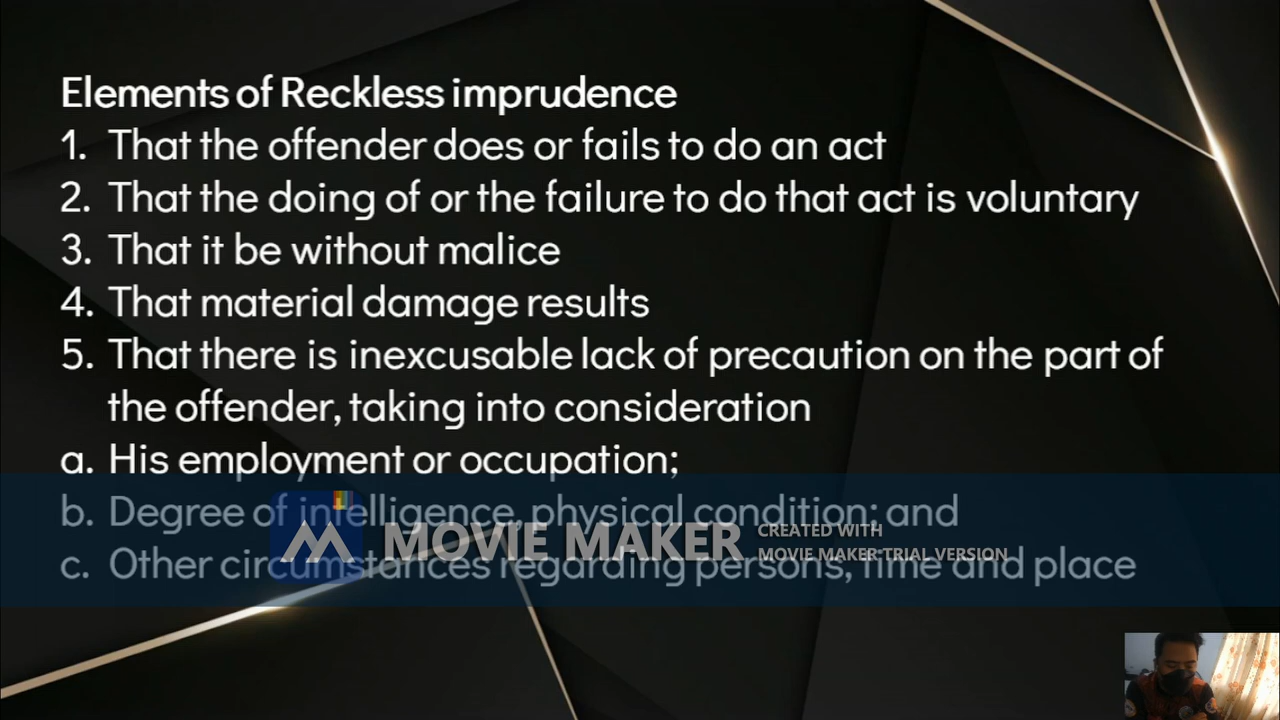 Elements of Reckless imprudence
1. That the offender does or fails to do an act
2. That the doing of or the failure to do that act is voluntary
3. That it be without malice
4. That material damage results
5. That there is inexcusable lack of precaution on the part of
the offender, taking into consideration
a. His employment or occupation;
b. Degree of intelligence, physical condition; and
MOVIE MAKER
CREATED WITH
MOVIE MAKER TRIAL VERSION
c. Other circumstances regarding persons, time and place